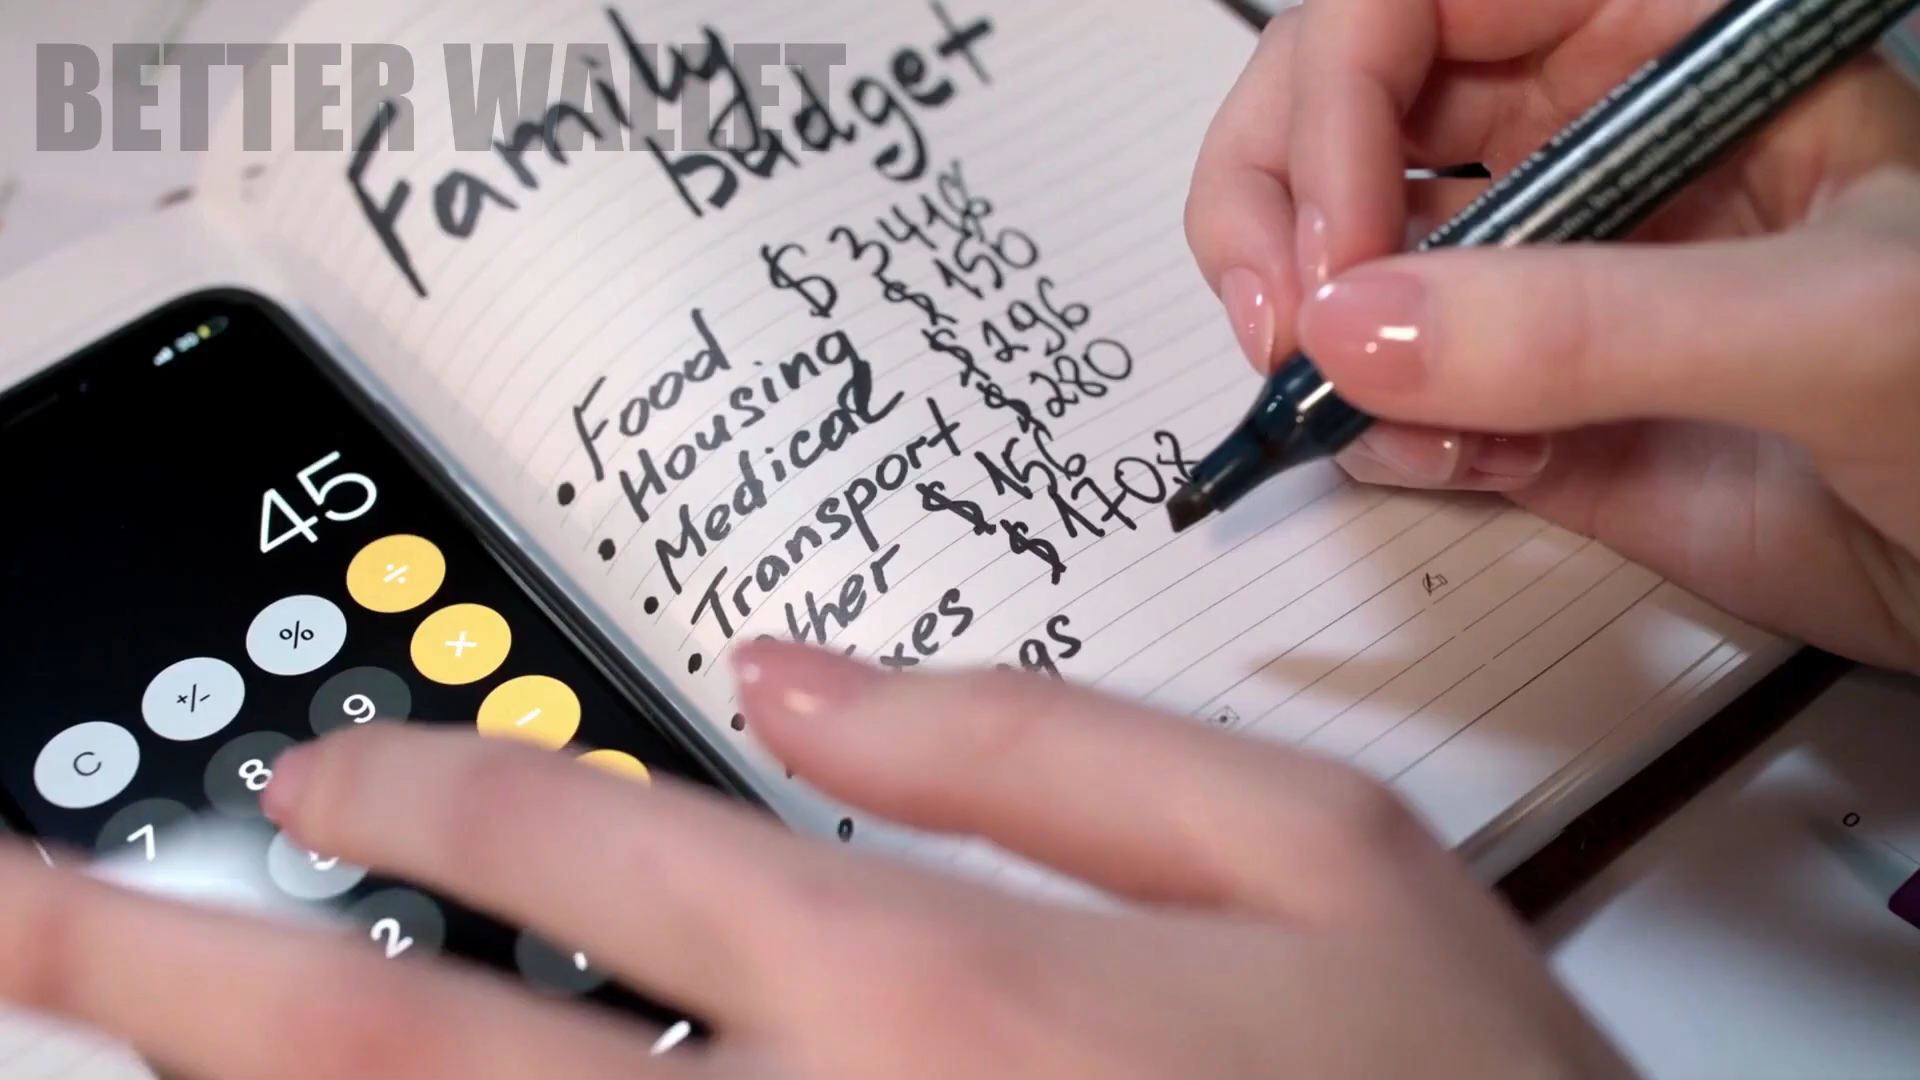 BETTER WALLET
Family
budget
Food $ 3418
Housing $ 150
Medical $ 296
Transport $ 280
$ 156
$ 1708
45
÷
% ×
+/- 9 −
C 8
7
2